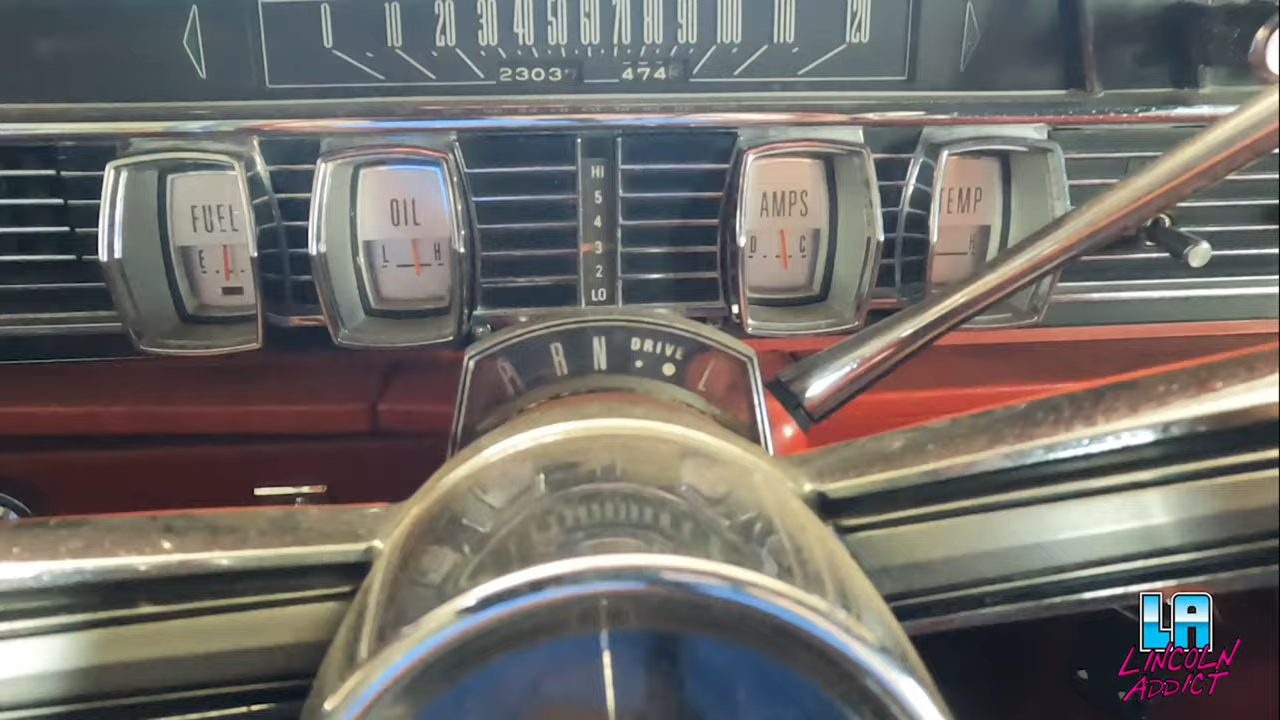 0 10 20 30 40 50 60 70 80 90 100 110 120
2303 474
HI
5
4
3
2
LO
FUEL
E
OIL
L H
AMPS
D C
TEMP
H
R N DRIVE L
LA
LINCOLN
ADDICT